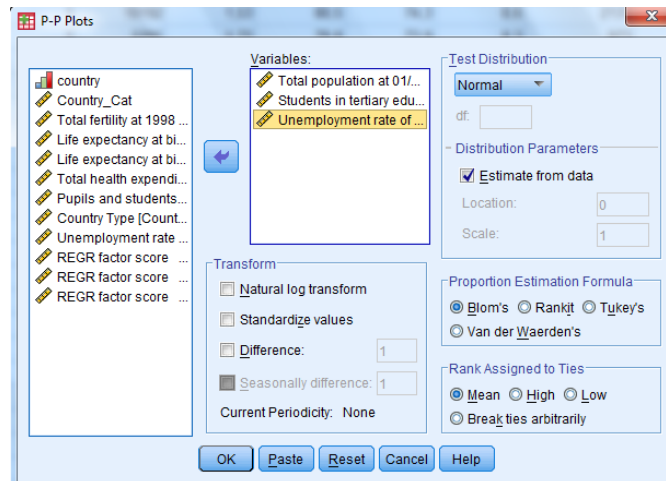 P-P Plots
country
Country_Cat
Total fertility at 1998 ...
Life expectancy at bi...
Life expectancy at bi...
Total health expendi...
Pupils and students...
Country Type [Count...
Unemployment rate ...
REGR factor score ...
REGR factor score ...
REGR factor score ...
Variables:
Total population at 01/...
Students in tertiary edu...
Unemployment rate of ...
Transform
Natural log transform
Standardize values
Difference: 1
Seasonally difference: 1
Current Periodicity: None
Test Distribution
Normal
df:
Distribution Parameters
Estimate from data
Location: 0
Scale: 1
Proportion Estimation Formula
Blom's Rankit Tukey's
Van der Waerden's
Rank Assigned to Ties
Mean High Low
Break ties arbitrarily
OK Paste Reset Cancel Help